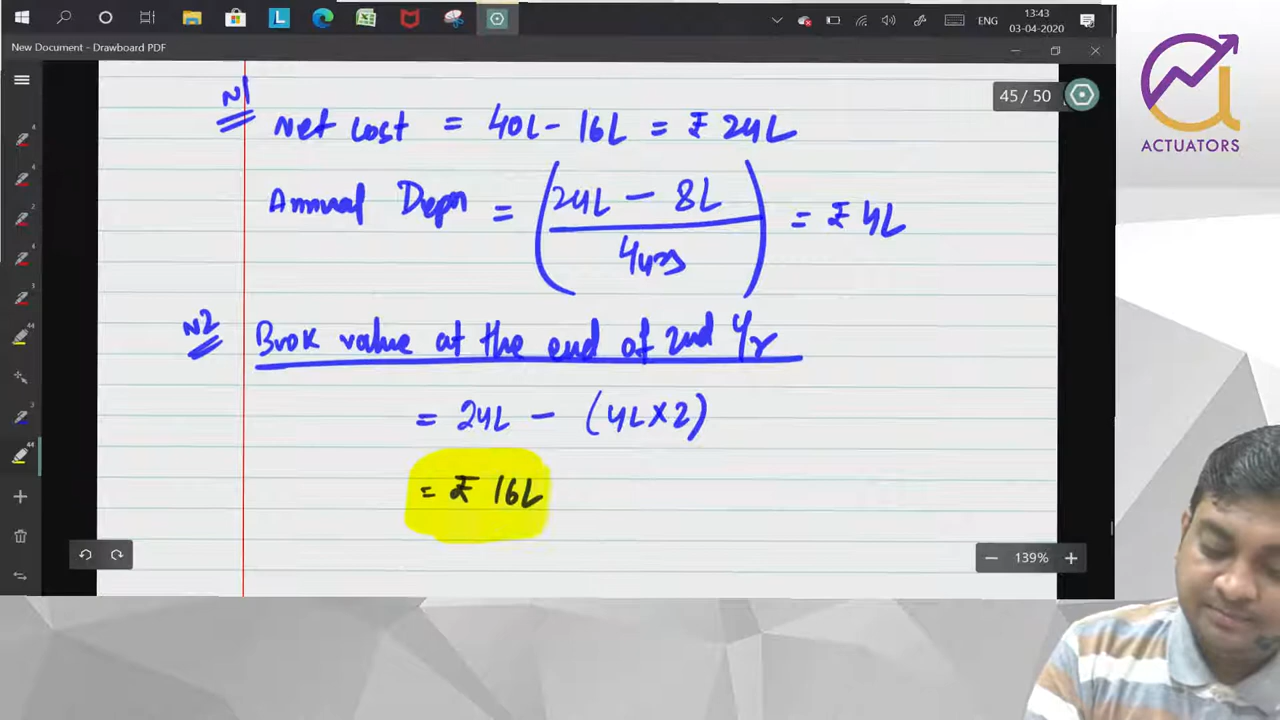 13:43
ENG
03-04-2020
New Document - Drawboard PDF
45 / 50
ACTUATORS
N1
Net Cost = 40L - 16L = ₹ 24L
Annual Depn = (24L - 8L / 4yrs) = ₹ 4L
N2
Book value at the end of 2nd Yr
= 24L - (4L×2)
= ₹ 16L
139%